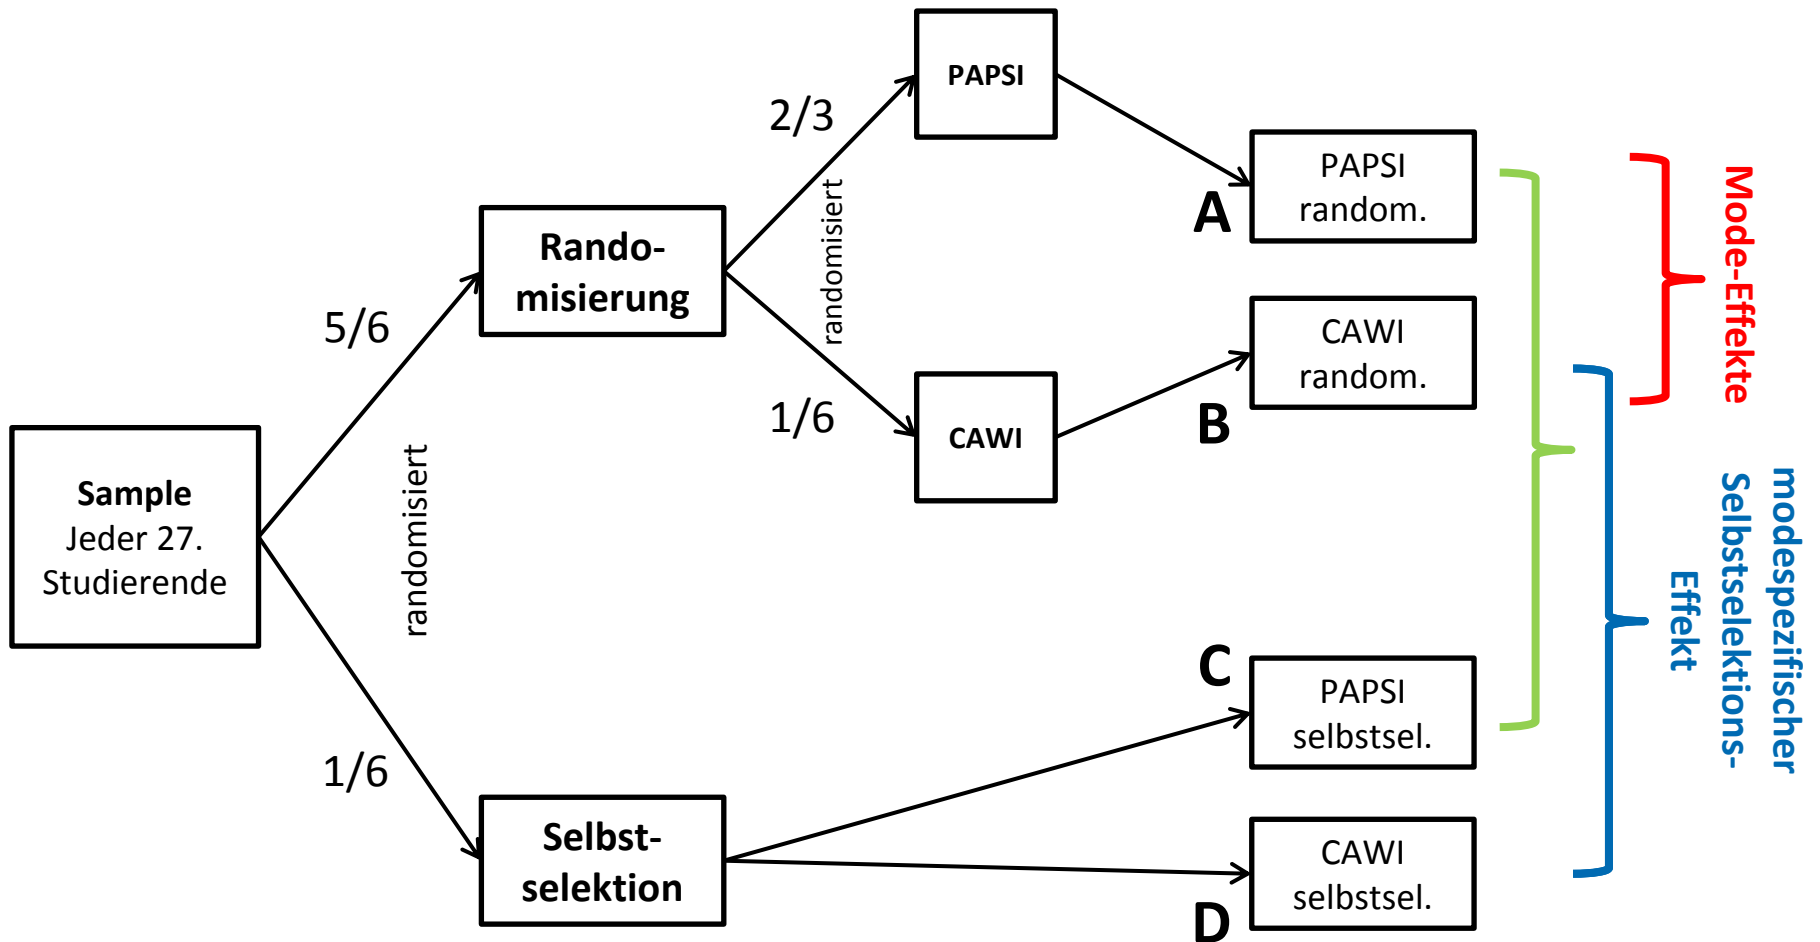 Sample
Jeder 27.
Studierende
5/6
randomisiert
1/6
Rando-
misierung
2/3
randomisiert
1/6
Selbst-
selektion
PAPSI
CAWI
A
PAPSI
random.
B
CAWI
random.
C
PAPSI
selbstsel.
D
CAWI
selbstsel.
Mode-Effekte
modespezifischer
Selbstselektions-
Effekt